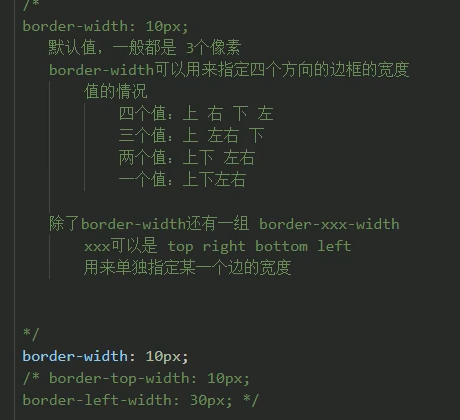 /*
border-width: 10px;
默认值，一般都是 3个像素
border-width可以用来指定四个方向的边框的宽度
值的情况
四个值：上 右 下 左
三个值：上 左右 下
两个值：上下 左右
一个值：上下左右
除了border-width还有一组 border-xxx-width
xxx可以是 top right bottom left
用来单独指定某一个边的宽度
*/
border-width: 10px;
/* border-top-width: 10px;
border-left-width: 30px; */